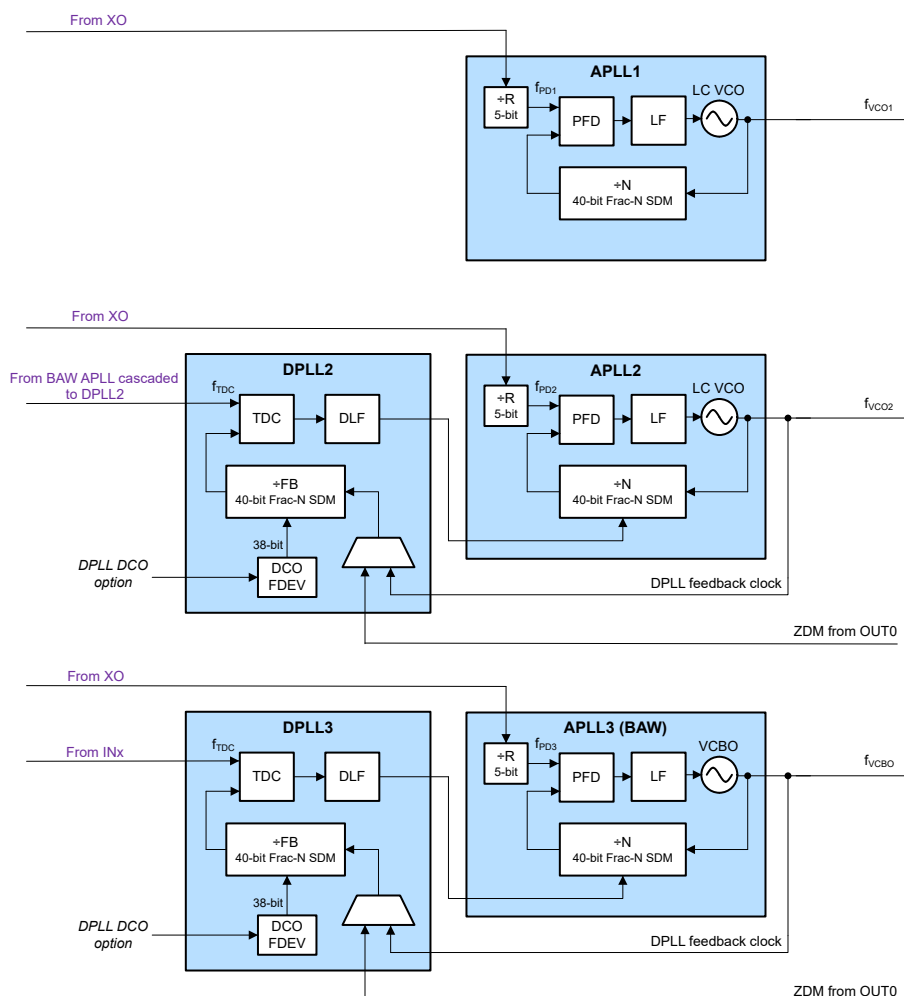 From XO
APLL1
÷R
5-bit
fPD1
PFD
LF
LC VCO
fVCO1
÷N
40-bit Frac-N SDM
From XO
From BAW APLL cascaded
to DPLL2
DPLL2
fTDC
TDC
DLF
÷FB
40-bit Frac-N SDM
38-bit
DPLL DCO
option
DCO
FDEV
APLL2
÷R
5-bit
fPD2
PFD
LF
LC VCO
fVCO2
÷N
40-bit Frac-N SDM
DPLL feedback clock
ZDM from OUT0
From XO
From INx
DPLL3
fTDC
TDC
DLF
÷FB
40-bit Frac-N SDM
38-bit
DPLL DCO
option
DCO
FDEV
APLL3 (BAW)
÷R
5-bit
fPD3
PFD
LF
VCBO
fVCBO
÷N
40-bit Frac-N SDM
DPLL feedback clock
ZDM from OUT0